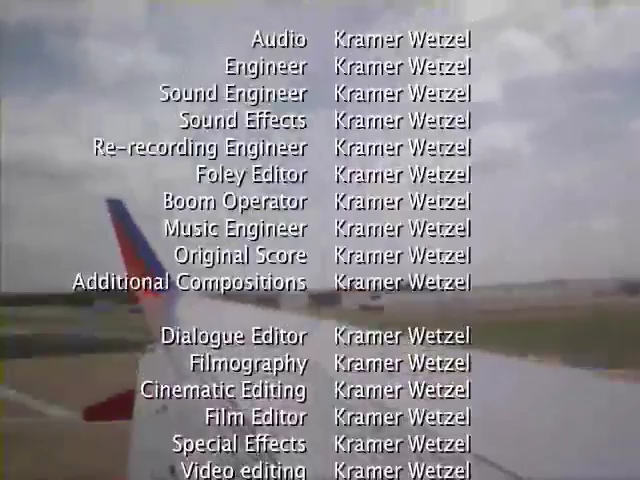 Audio Kramer Wetzel
Engineer Kramer Wetzel
Sound Engineer Kramer Wetzel
Sound Effects Kramer Wetzel
Re-recording Engineer Kramer Wetzel
Foley Editor Kramer Wetzel
Boom Operator Kramer Wetzel
Music Engineer Kramer Wetzel
Original Score Kramer Wetzel
Additional Compositions Kramer Wetzel
Dialogue Editor Kramer Wetzel
Filmography Kramer Wetzel
Cinematic Editing Kramer Wetzel
Film Editor Kramer Wetzel
Special Effects Kramer Wetzel
Video editing Kramer Wetzel